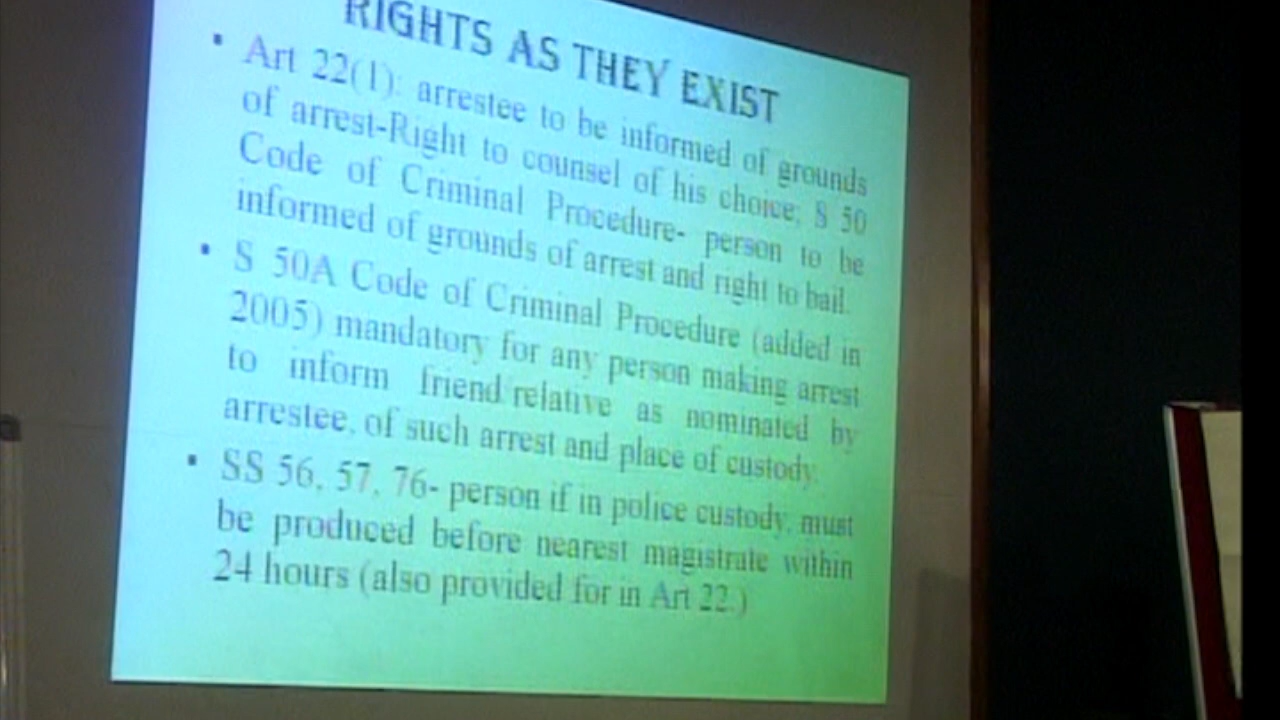 RIGHTS AS THEY EXIST
• Art 22(1): arrestee to be informed of grounds
of arrest-Right to counsel of his choice; S 50
Code of Criminal Procedure- person to be
informed of grounds of arrest and right to bail.
• S 50A Code of Criminal Procedure (added in
2005) mandatory for any person making arrest
to inform friend/relative as nominated by
arrestee, of such arrest and place of custody.
• SS 56, 57, 76- person if in police custody, must
be produced before nearest magistrate within
24 hours (also provided for in Art 22.)